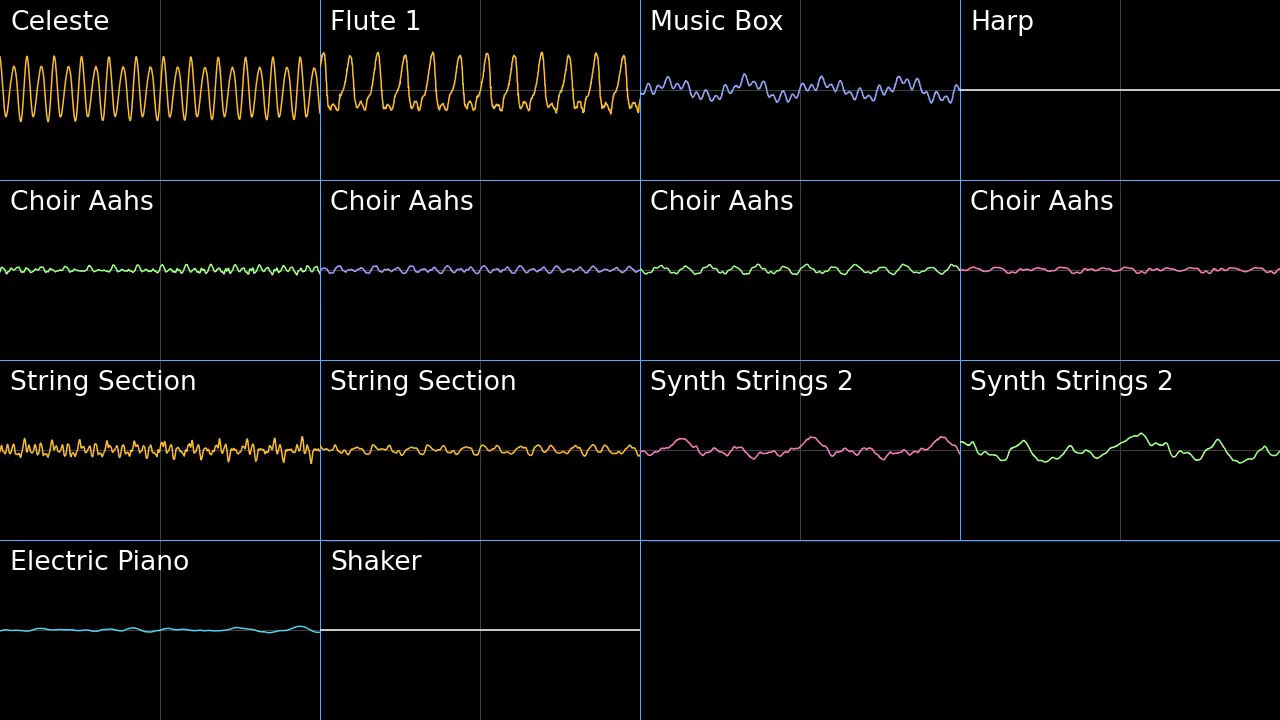 Celeste
Flute 1
Music Box
Harp
Choir Aahs
Choir Aahs
Choir Aahs
Choir Aahs
String Section
String Section
Synth Strings 2
Synth Strings 2
Electric Piano
Shaker